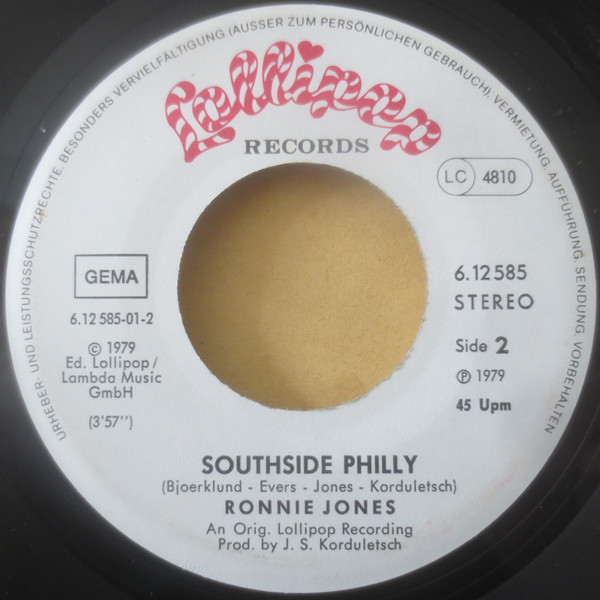 URHEBER- UND LEISTUNGSSCHUTZRECHTE. BESONDERS VERVIELFÄLTIGUNG (AUSSER ZUM PERSÖNLICHEN GEBRAUCH), VERMIETUNG, AUFFÜHRUNG, SENDUNG, VORBEHALTEN
Lollipop
RECORDS
LC 4810
GEMA
6.12 585-01-2
© 1979
Ed. Lollipop/
Lambda Music
GmbH
(3'57'')
6.12 585
STEREO
Side 2
℗ 1979
45 Upm
SOUTHSIDE PHILLY
(Bjoerklund - Evers - Jones - Korduletsch)
RONNIE JONES
An Orig. Lollipop Recording
Prod. by J. S. Korduletsch